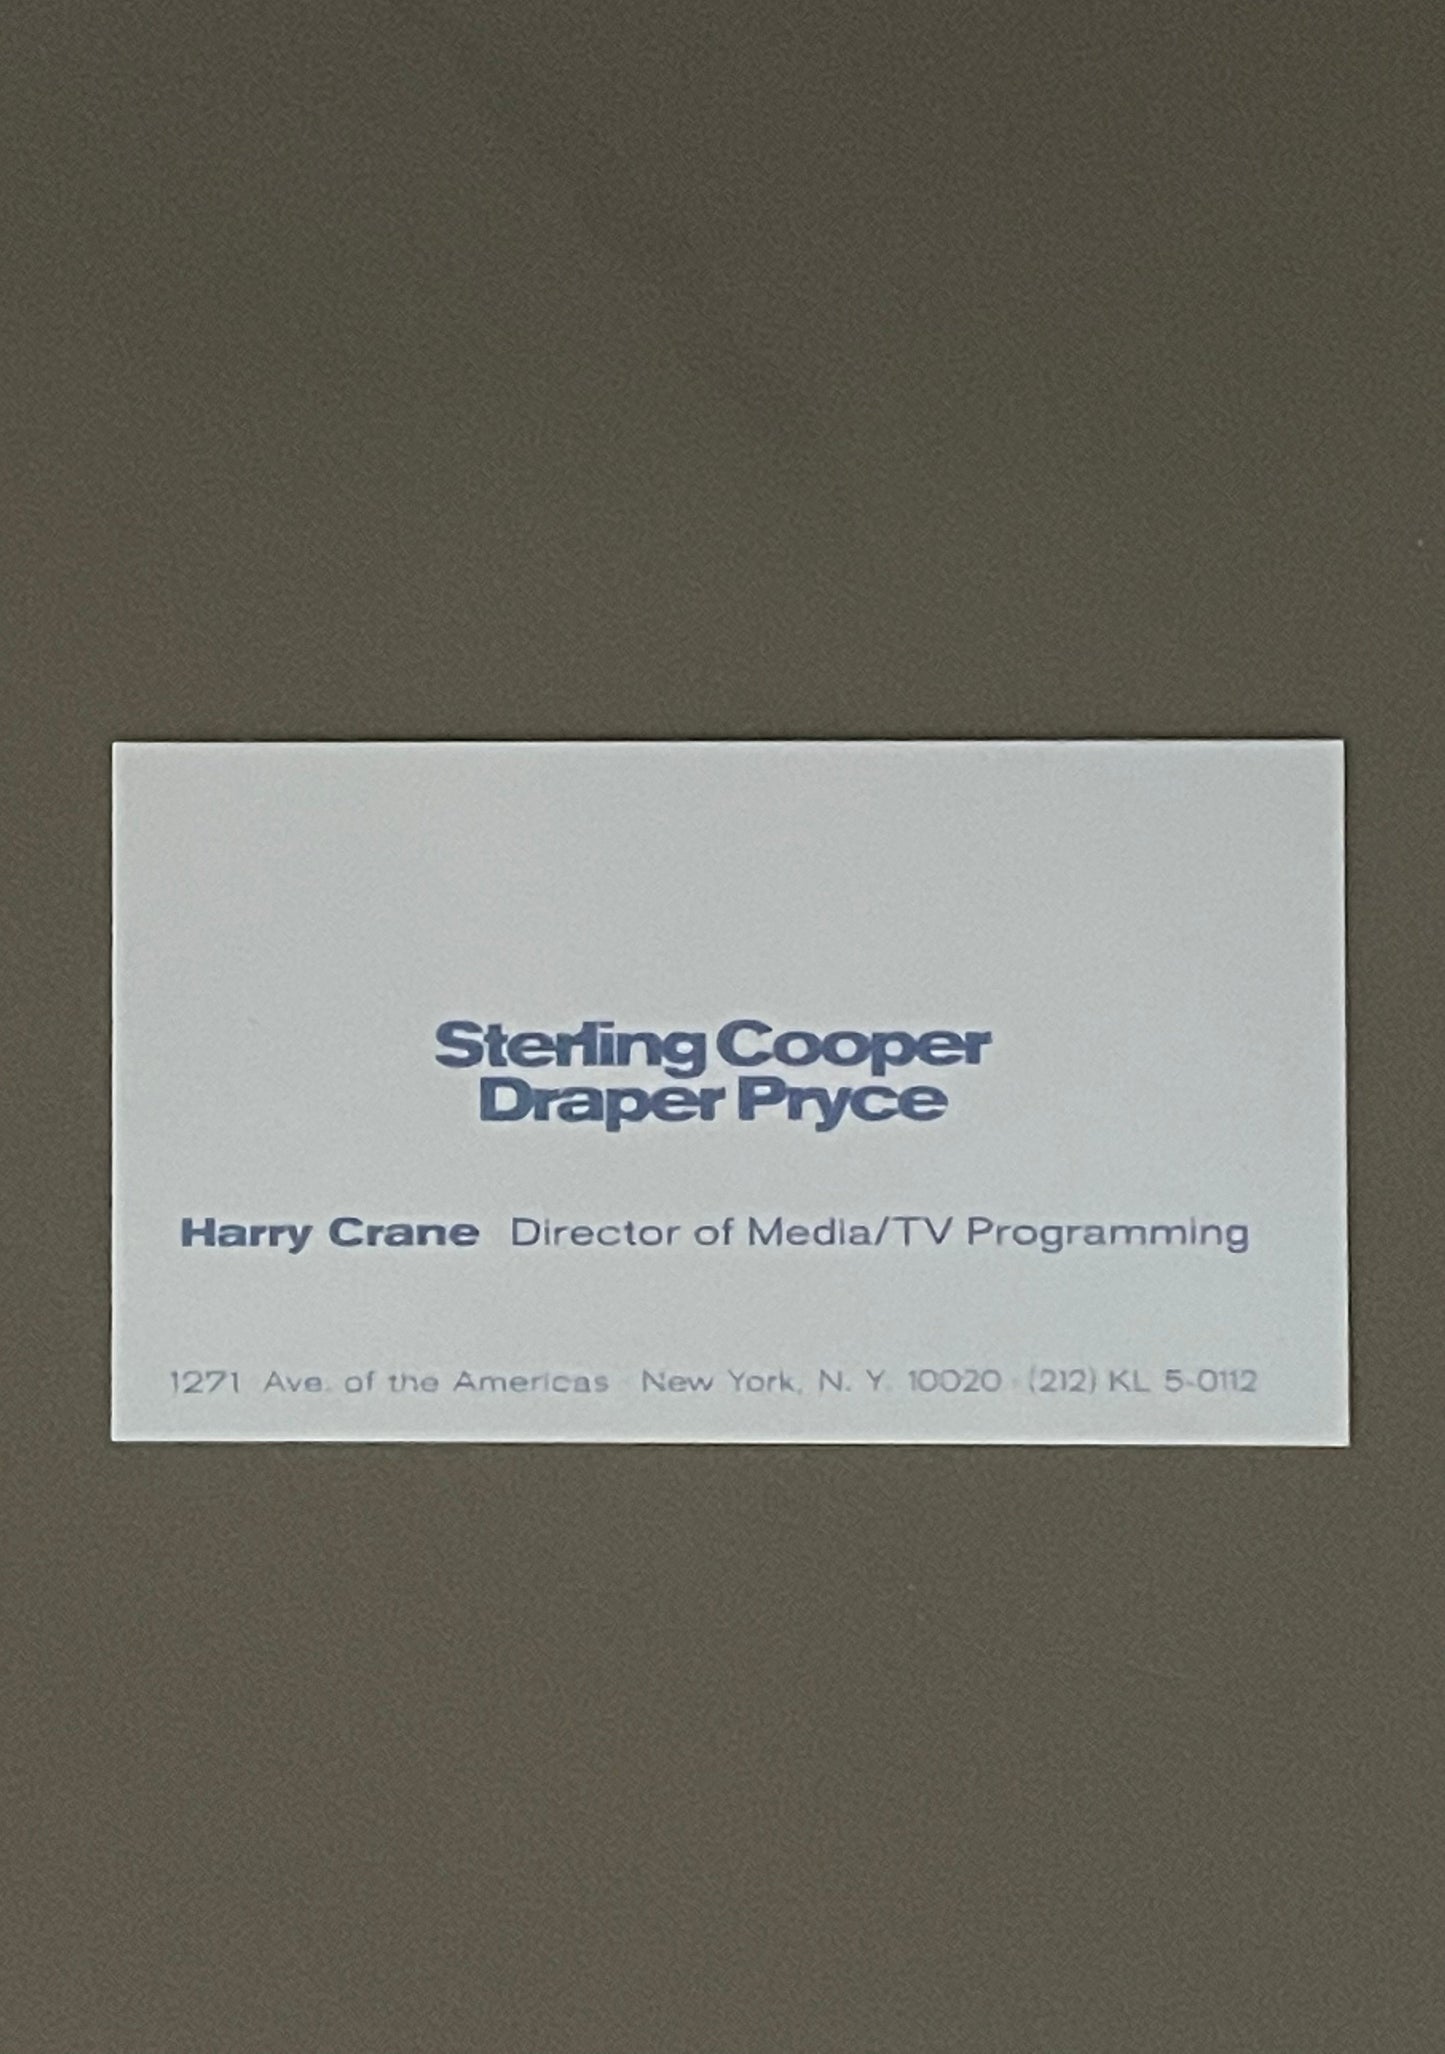 Sterling Cooper
Draper Pryce
Harry Crane Director of Media/TV Programming
1271 Ave. of the Americas New York, N. Y. 10020 (212) KL 5-0112